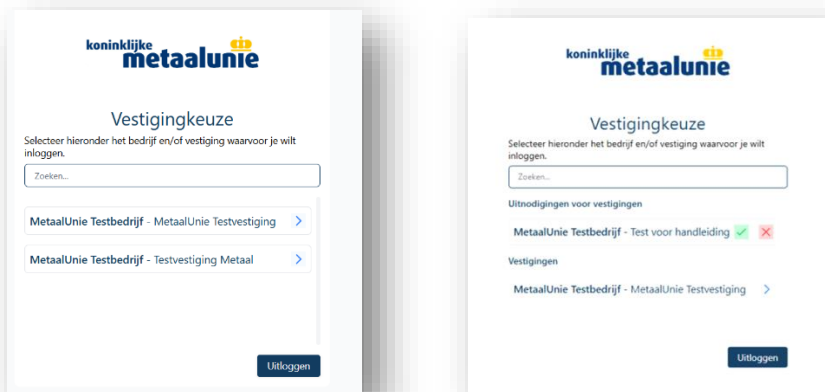 koninklijke
metaalunie
Vestigingkeuze
Selecteer hieronder het bedrijf en/of vestiging waarvoor je wilt
inloggen.
Zoeken...
MetaalUnie Testbedrijf - MetaalUnie Testvestiging
MetaalUnie Testbedrijf - Testvestiging Metaal
Uitloggen
koninklijke
metaalunie
Vestigingkeuze
Selecteer hieronder het bedrijf en/of vestiging waarvoor je wilt
inloggen.
Zoeken...
Uitnodigingen voor vestigingen
MetaalUnie Testbedrijf - Test voor handleiding
Vestigingen
MetaalUnie Testbedrijf - MetaalUnie Testvestiging
Uitloggen